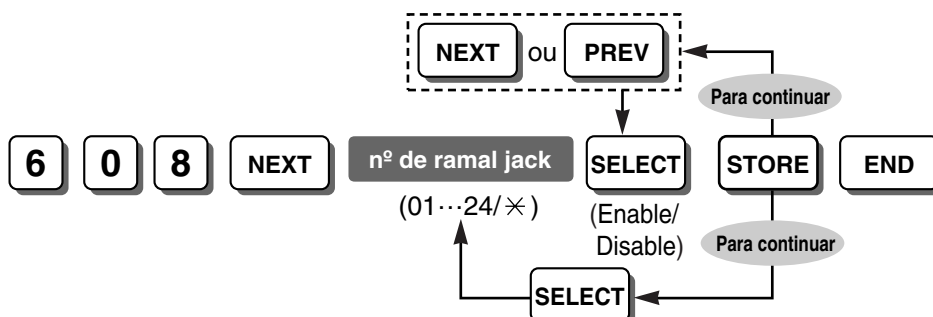 NEXT ou PREV
Para continuar
6 0 8 NEXT nº de ramal jack SELECT STORE END
(01···24/✳)
(Enable/
Disable)
Para continuar
SELECT